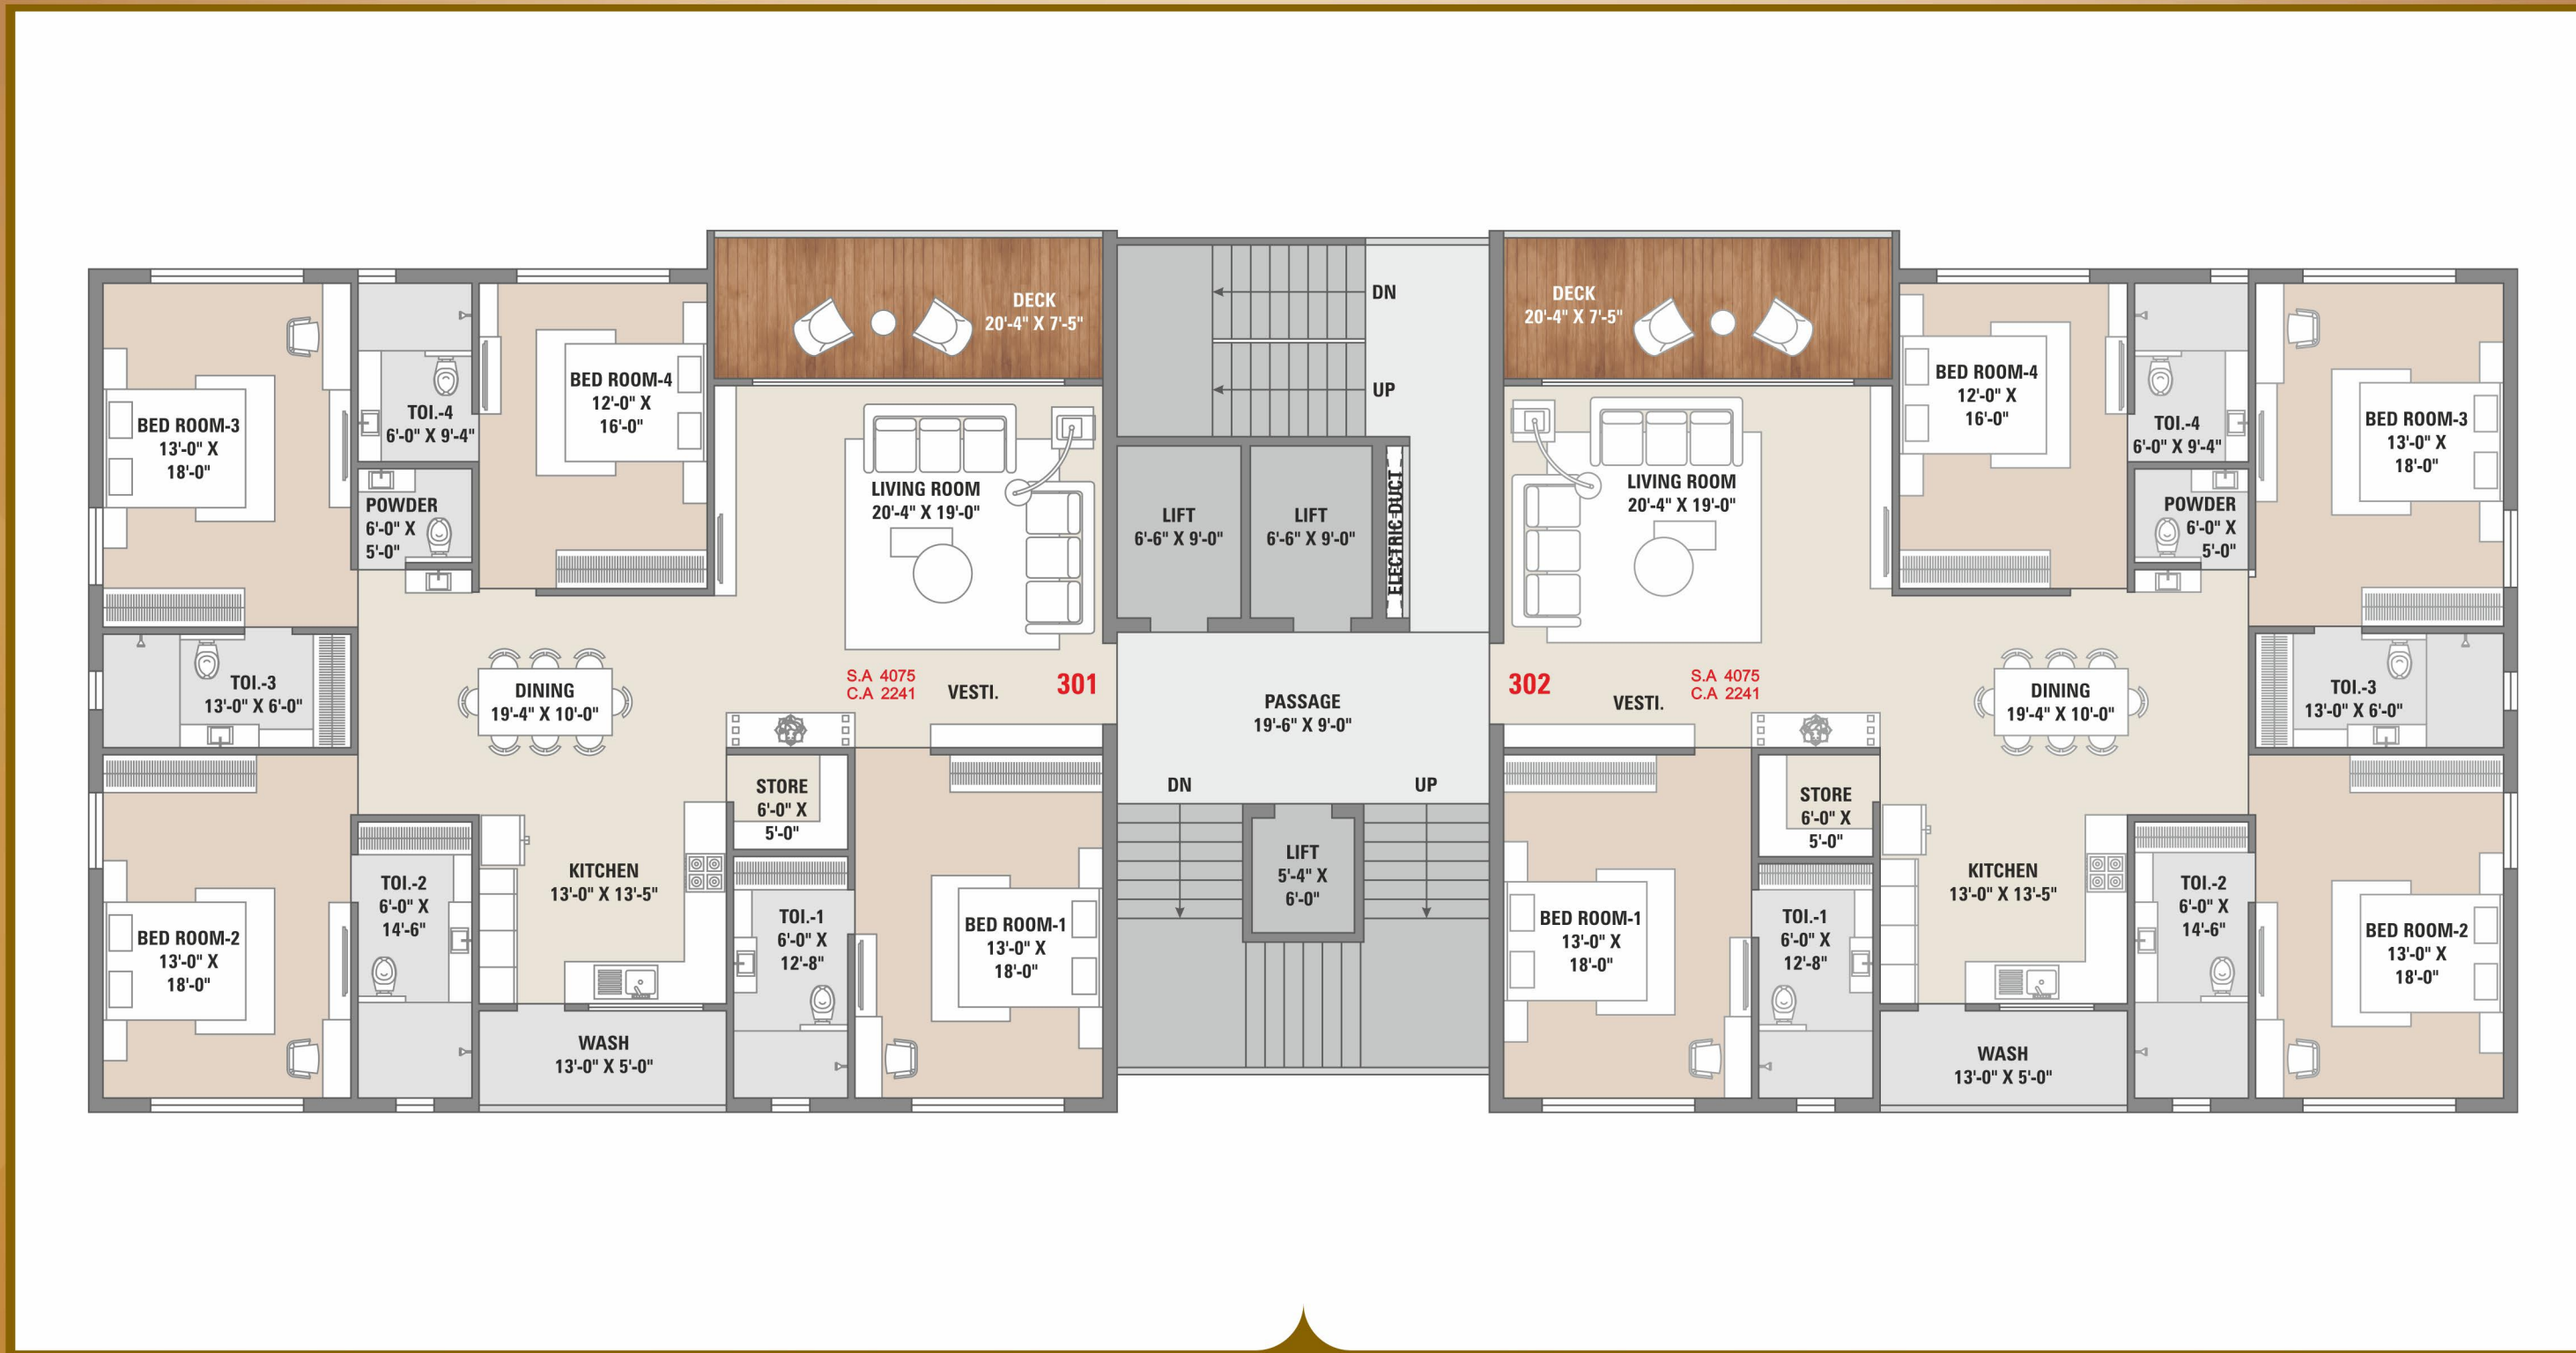 DECK
20'-4" X 7'-5"
BED ROOM-3
13'-0" X
18'-0"
TOI.-4
6'-0" X 9'-4"
BED ROOM-4
12'-0" X
16'-0"
POWDER
6'-0" X
5'-0"
LIVING ROOM
20'-4" X 19'-0"
TOI.-3
13'-0" X 6'-0"
DINING
19'-4" X 10'-0"
S.A 4075
C.A 2241
VESTI.
301
STORE
6'-0" X
5'-0"
BED ROOM-2
13'-0" X
18'-0"
TOI.-2
6'-0" X
14'-6"
KITCHEN
13'-0" X 13'-5"
TOI.-1
6'-0" X
12'-8"
BED ROOM-1
13'-0" X
18'-0"
WASH
13'-0" X 5'-0"
DN
UP
LIFT
6'-6" X 9'-0"
LIFT
6'-6" X 9'-0"
ELECTRIC DUCT
PASSAGE
19'-6" X 9'-0"
DN
UP
LIFT
5'-4" X
6'-0"
DECK
20'-4" X 7'-5"
BED ROOM-4
12'-0" X
16'-0"
TOI.-4
6'-0" X 9'-4"
BED ROOM-3
13'-0" X
18'-0"
LIVING ROOM
20'-4" X 19'-0"
POWDER
6'-0" X
5'-0"
302
VESTI.
S.A 4075
C.A 2241
DINING
19'-4" X 10'-0"
TOI.-3
13'-0" X 6'-0"
STORE
6'-0" X
5'-0"
BED ROOM-1
13'-0" X
18'-0"
TOI.-1
6'-0" X
12'-8"
KITCHEN
13'-0" X 13'-5"
TOI.-2
6'-0" X
14'-6"
BED ROOM-2
13'-0" X
18'-0"
WASH
13'-0" X 5'-0"